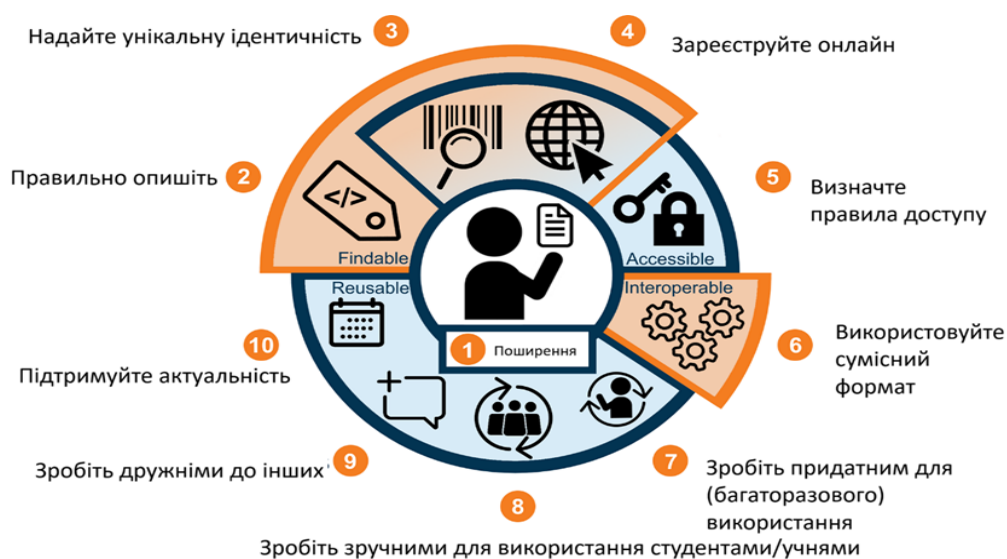 Надайте унікальну ідентичність 3
4 Зареєструйте онлайн
Правильно опишіть 2
</>
5 Визначте
правила доступу
Findable
Accessible
Reusable
Interoperable
1 Поширення
6 Використовуйте
сумісний
формат
10
Підтримуйте актуальність
Зробіть дружніми до інших' 9
7 Зробіть придатним для
(багаторазового)
використання
8
Зробіть зручними для використання студентами/учнями